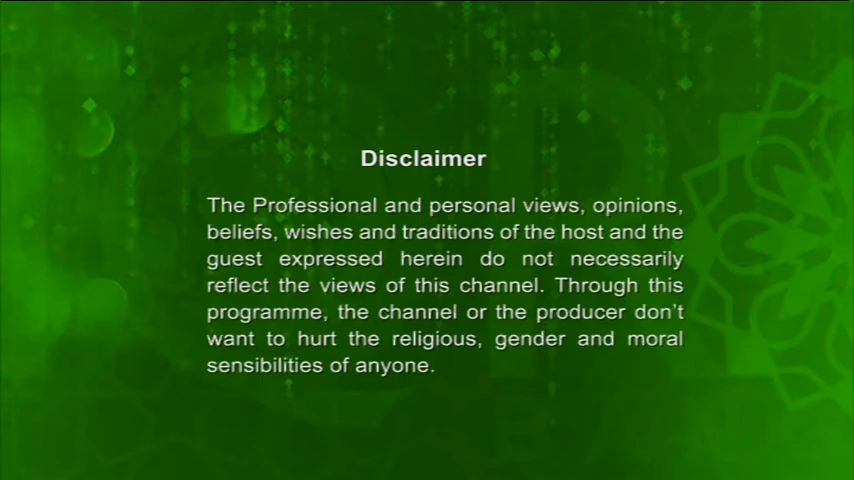 Disclaimer
The Professional and personal views, opinions,
beliefs, wishes and traditions of the host and the
guest expressed herein do not necessarily
reflect the views of this channel. Through this
programme, the channel or the producer don't
want to hurt the religious, gender and moral
sensibilities of anyone.